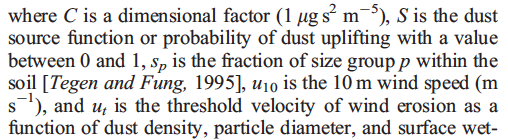 where C is a dimensional factor (1 μg s² m⁻⁵), S is the dust
source function or probability of dust uplifting with a value
between 0 and 1, sₚ is the fraction of size group p within the
soil [Tegen and Fung, 1995], u₁₀ is the 10 m wind speed (m
s⁻¹), and uₜ is the threshold velocity of wind erosion as a
function of dust density, particle diameter, and surface wet-